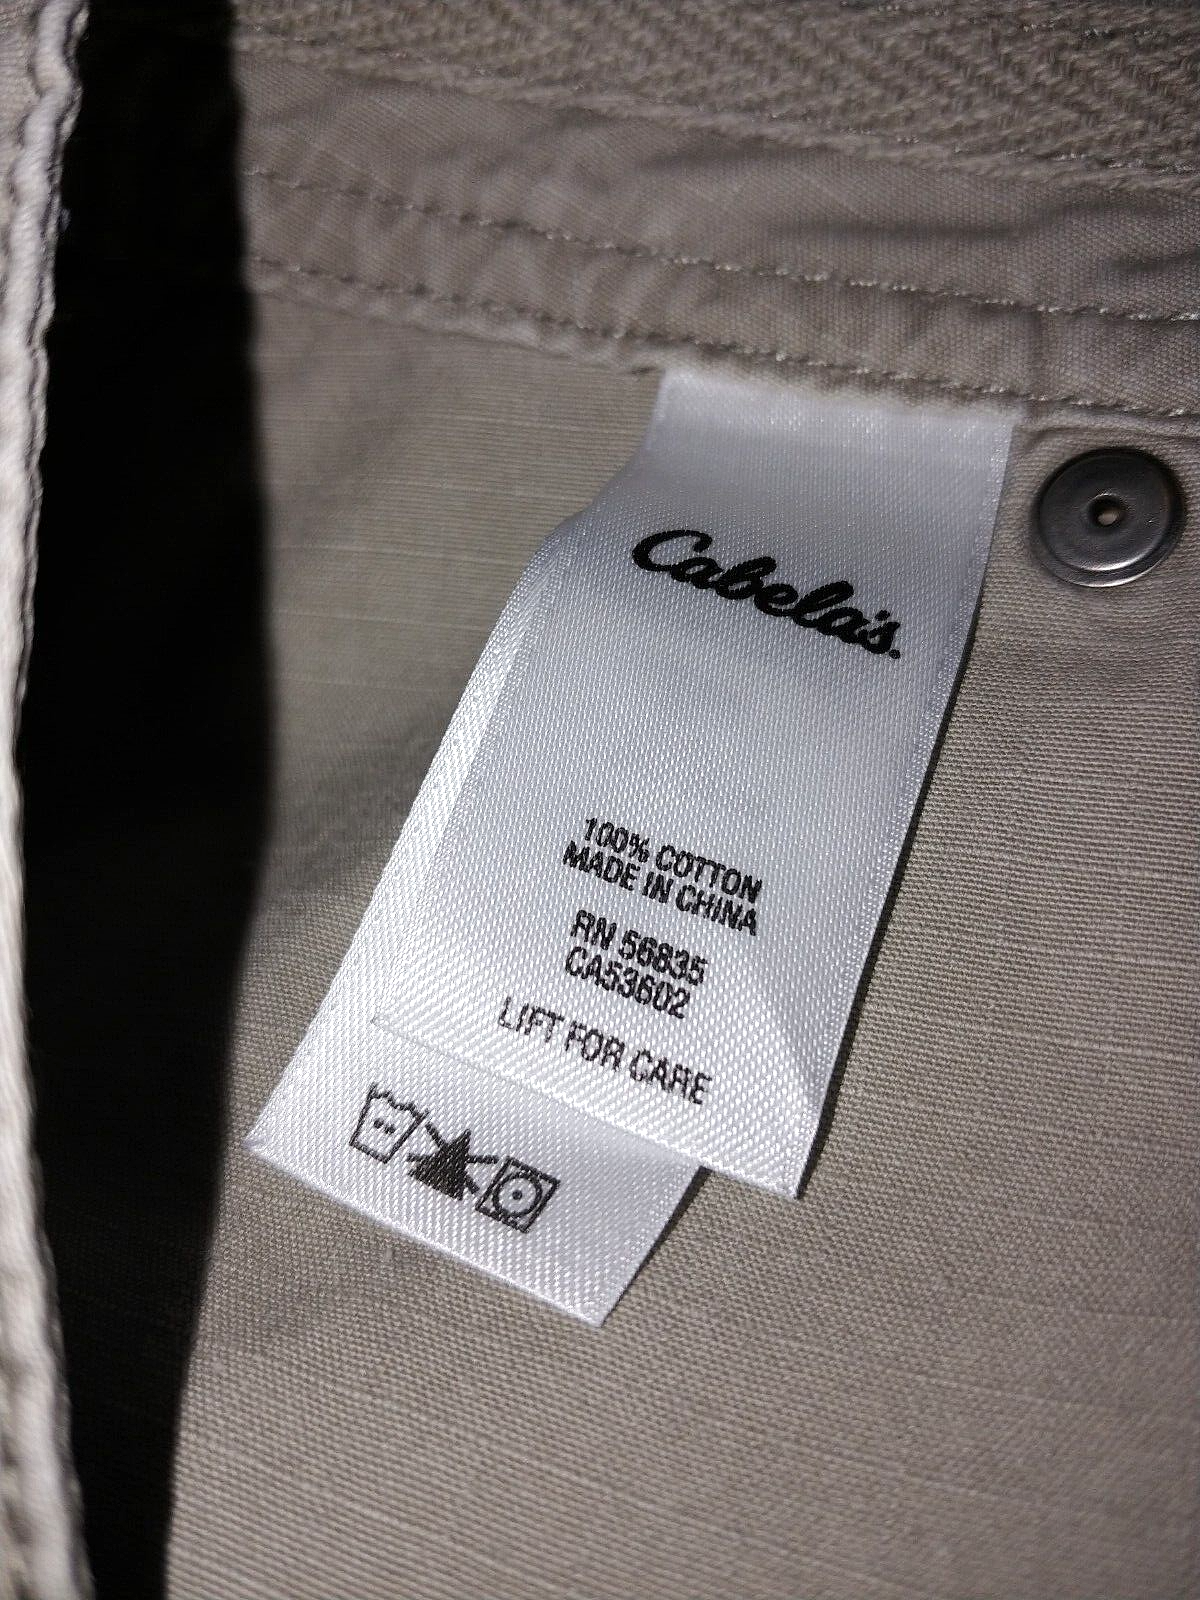 Cabela's.
100% COTTON
MADE IN CHINA
RN 56835
CA53602
LIFT FOR CARE